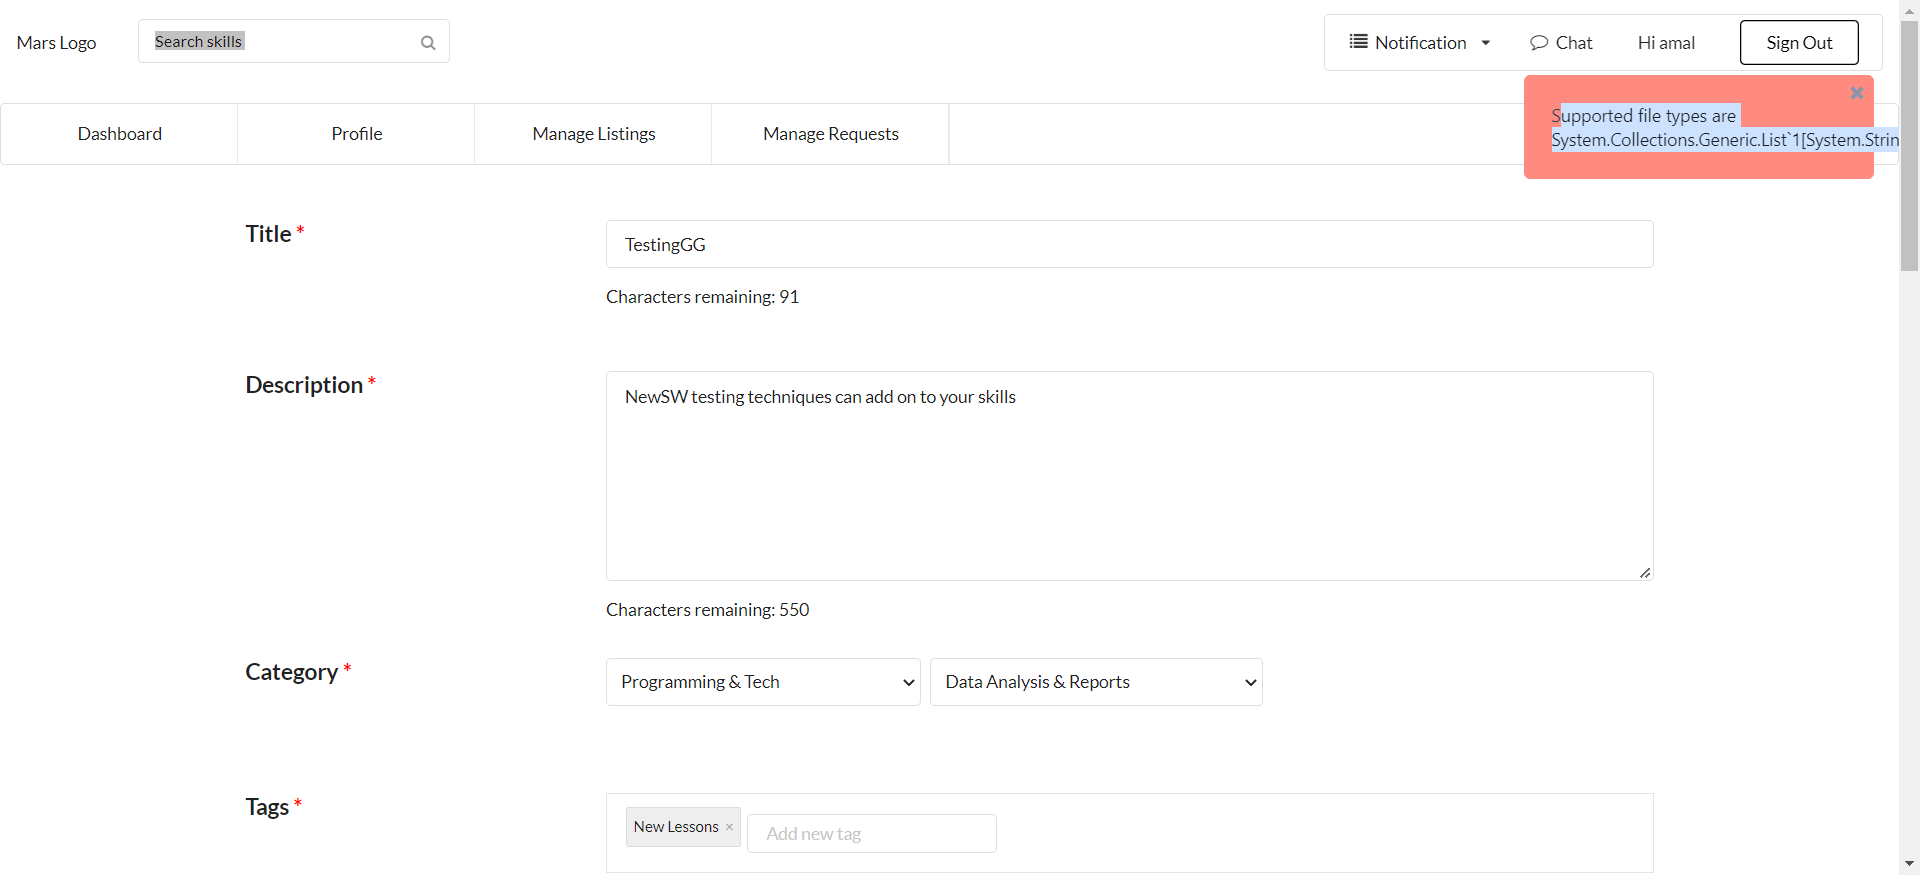 Mars Logo
Search skills
Notification
Chat
Hi amal
Sign Out
Supported file types are
System.Collections.Generic.List`1[System.Strin
Dashboard
Profile
Manage Listings
Manage Requests
Title *
TestingGG
Characters remaining: 91
Description *
NewSW testing techniques can add on to your skills
Characters remaining: 550
Category *
Programming & Tech
Data Analysis & Reports
Tags *
New Lessons ×
Add new tag